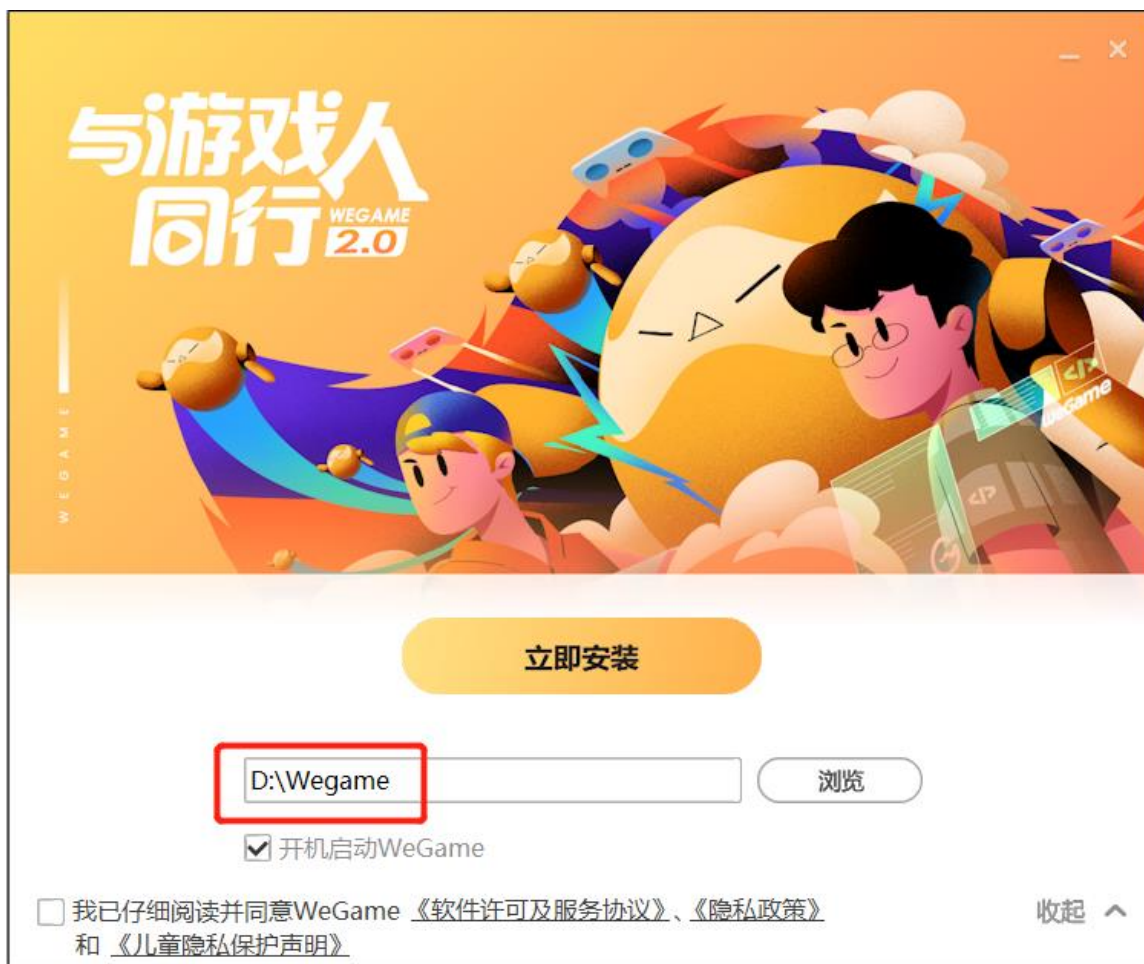 与游戏人
同行 WEGAME
2.0
WEGAME
</>
WeGame
</>
立即安装
D:\Wegame 浏览
开机启动WeGame
我已仔细阅读并同意WeGame 《软件许可及服务协议》、《隐私政策》 收起
和 《儿童隐私保护声明》